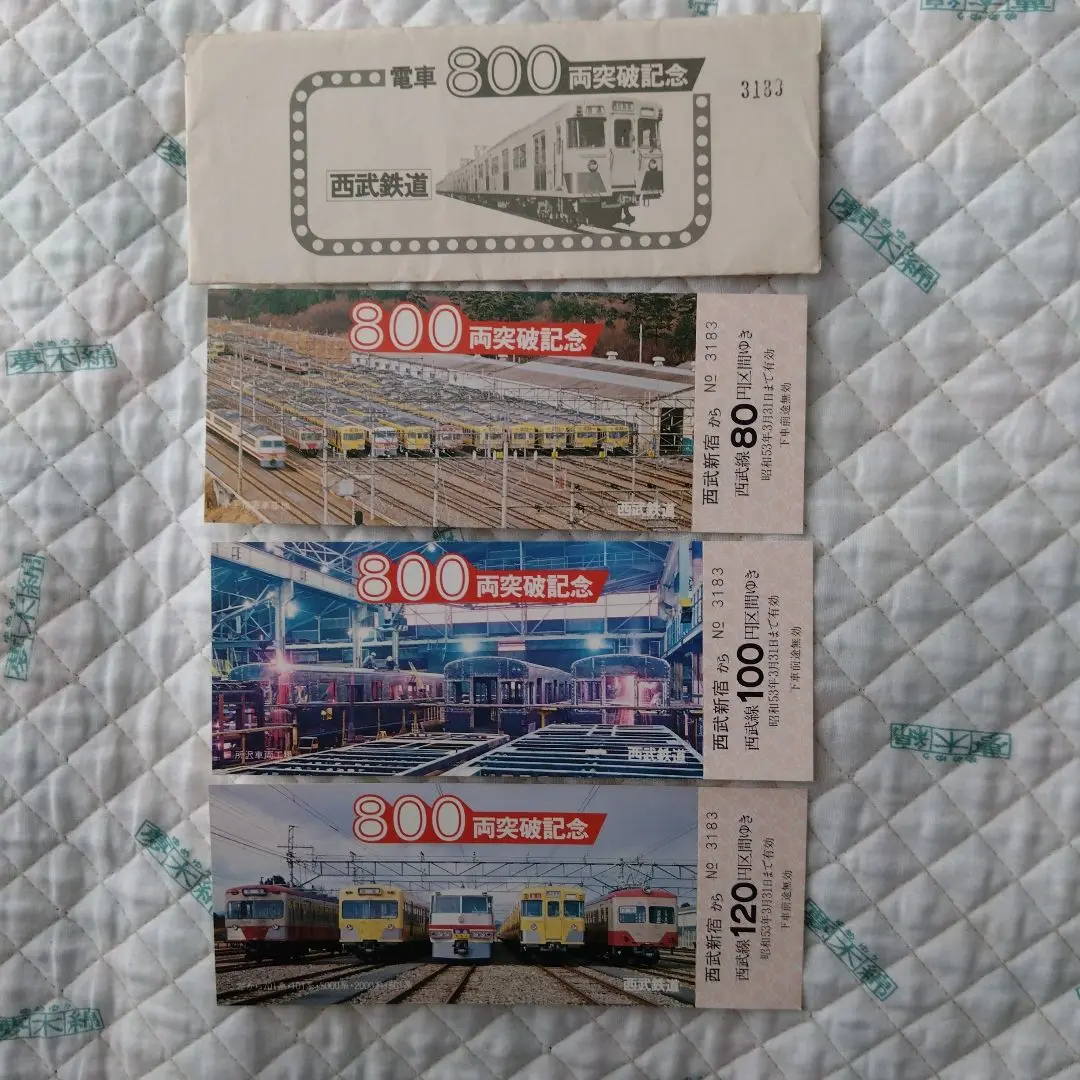 電車 800 両突破記念
3183
西武鉄道
800 両突破記念
西武鉄道
西武新宿 から № 3183
西武線 80 円区間ゆき
昭和53年3月31日まで有効
下車前途無効
800 両突破記念
所沢車両工場
西武鉄道
西武新宿 から № 3183
西武線 100 円区間ゆき
昭和53年3月31日まで有効
下車前途無効
800 両突破記念
西武鉄道
西武新宿 から № 3183
西武線 120 円区間ゆき
昭和53年3月31日まで有効
下車前途無効